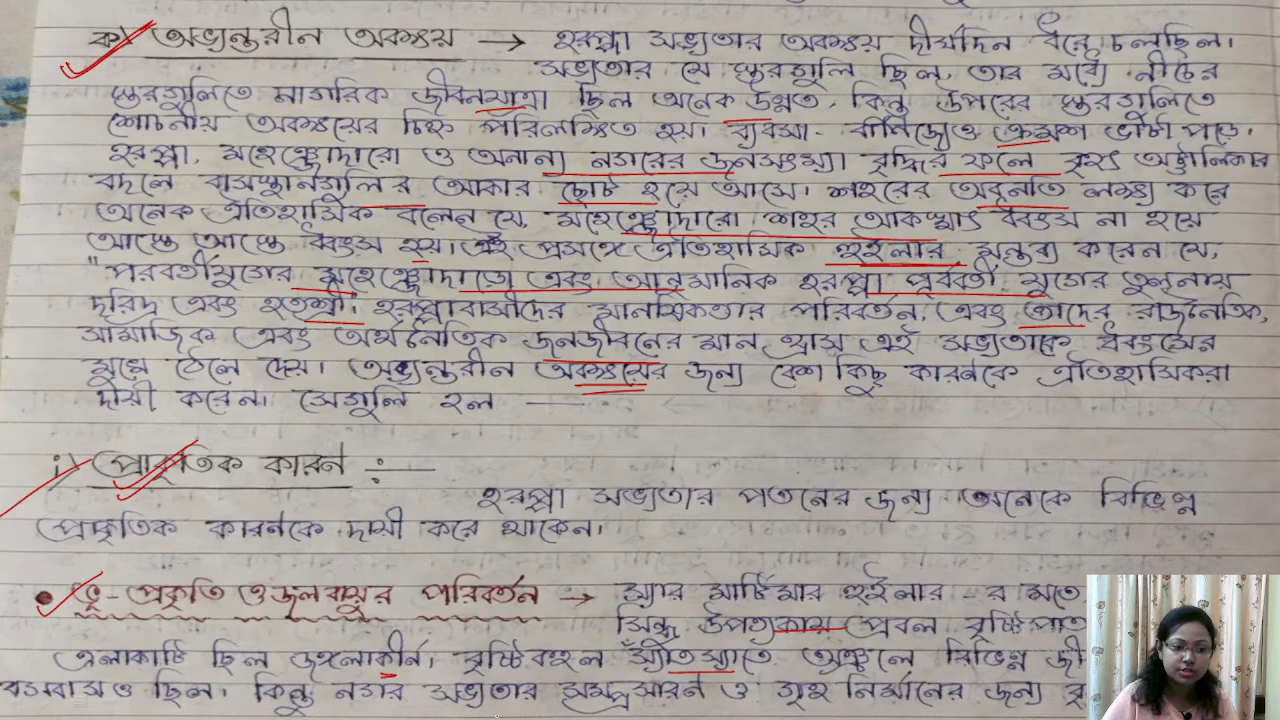 ক) অভ্যন্তরীন অবক্ষয় → হরপ্পা সভ্যতার অবক্ষয় দীর্ঘদিন ধরে চলছিল।
সভ্যতার যে স্তরগুলি ছিল, তার মধ্যে নীচের
স্তরগুলিতে নাগরিক জীবনযাত্রা ছিল অনেক উন্নত, কিন্তু উপরের স্তরগুলিতে
শোচনীয় অবক্ষয়ের চিহ্ন পরিলক্ষিত হয়। ব্যবসা - বাণিজ্যেও ক্রমশ ভাঁটা পড়ে।
হরপ্পা, মহেঞ্জোদারো ও অনান্য নগরের জনসংখ্যা বৃদ্ধির ফলে বৃহৎ অট্টালিকার
বদলে বাসস্থানগুলির আকার ছোট হয়ে আসে। শহরের অবনতি লক্ষ্য করে
অনেক ঐতিহাসিক বলেন যে, মহেঞ্জোদারো শহর আকস্মাৎ ধ্বংস না হয়ে
আস্তে আস্তে ধ্বংস হয়। এই প্রসঙ্গে ঐতিহাসিক হুইলার মন্তব্য করেন যে,
"পরবর্তীযুগের মহেঞ্জোদাড়ো এবং আনুমানিক হরপ্পা পূর্ববর্তী যুগের তুলনায়
দরিদ্র এবং হতশ্রী"। হরপ্পাবাসীদের মানসিকতার পরিবর্তন, এবং তাদের রাজনৈতিক,
সামাজিক এবং অর্থনৈতিক জনজীবনের মান হ্রাস এই সভ্যতাকে ধ্বংসের
মুখে ঠেলে দেয়। অভ্যন্তরীন অবক্ষয়ের জন্য বেশ কিছু কারণকে ঐতিহাসিকরা
দায়ী করেন। সেগুলি হল —
i) প্রাকৃতিক কারন :—
হরপ্পা সভ্যতার পতনের জন্য অনেকে বিভিন্ন
প্রাকৃতিক কারণকে দায়ী করে থাকেন।
• ভূ-প্রকৃতি ও জলবায়ুর পরিবর্তন → স্যার মার্টিমার হুইলার - র মতে
সিন্ধু উপত্যকায় প্রবল বৃষ্টিপাত
এলাকাটি ছিল জঙ্গলাকীর্ন। বৃষ্টিবহুল স্যাঁতস্যাতে অঞ্চলে বিভিন্ন জী
বসবাসও ছিল। কিন্তু নগর সভ্যতার সম্প্রসারণ ও গৃহ নির্মানের জন্য বৃ